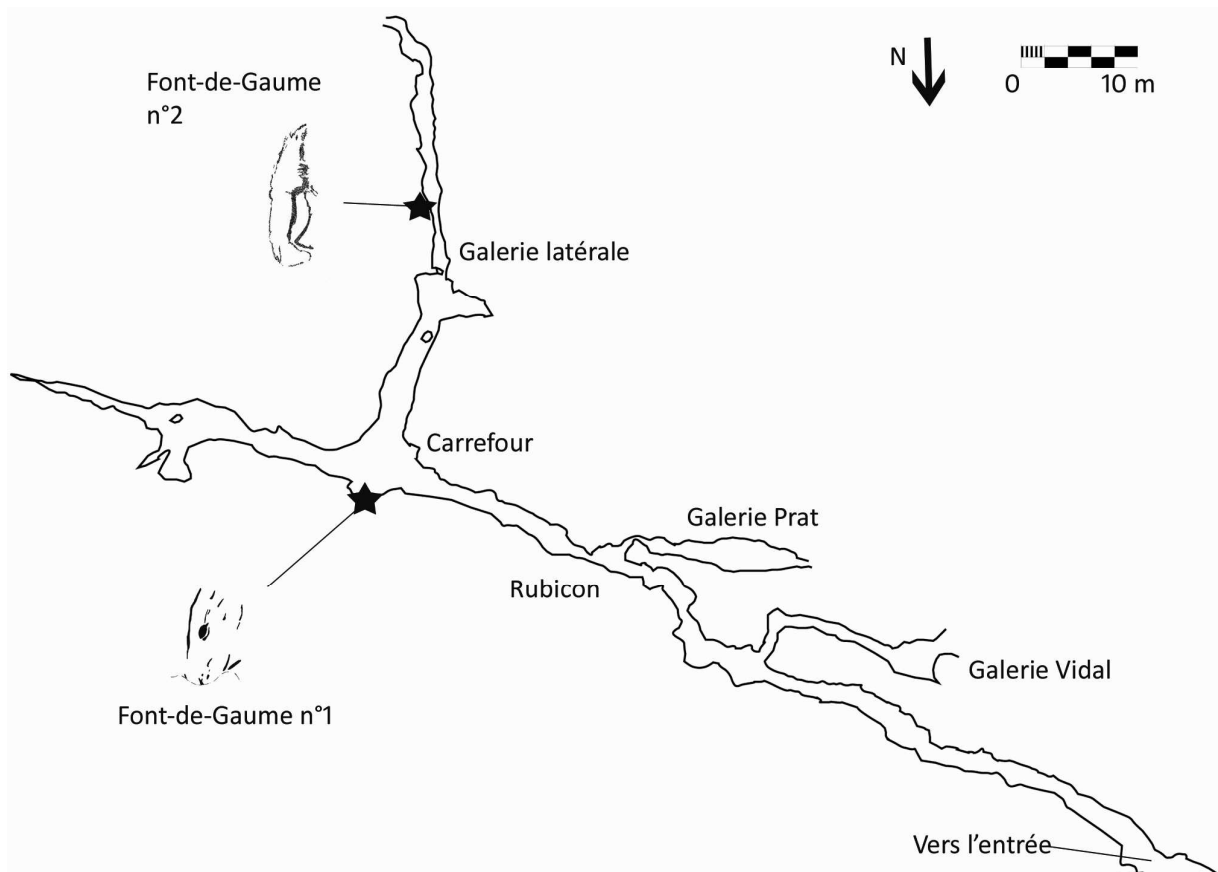 Font-de-Gaume
n°2
N
0 10 m
Galerie latérale
Carrefour
Galerie Prat
Rubicon
Galerie Vidal
Font-de-Gaume n°1
Vers l'entrée